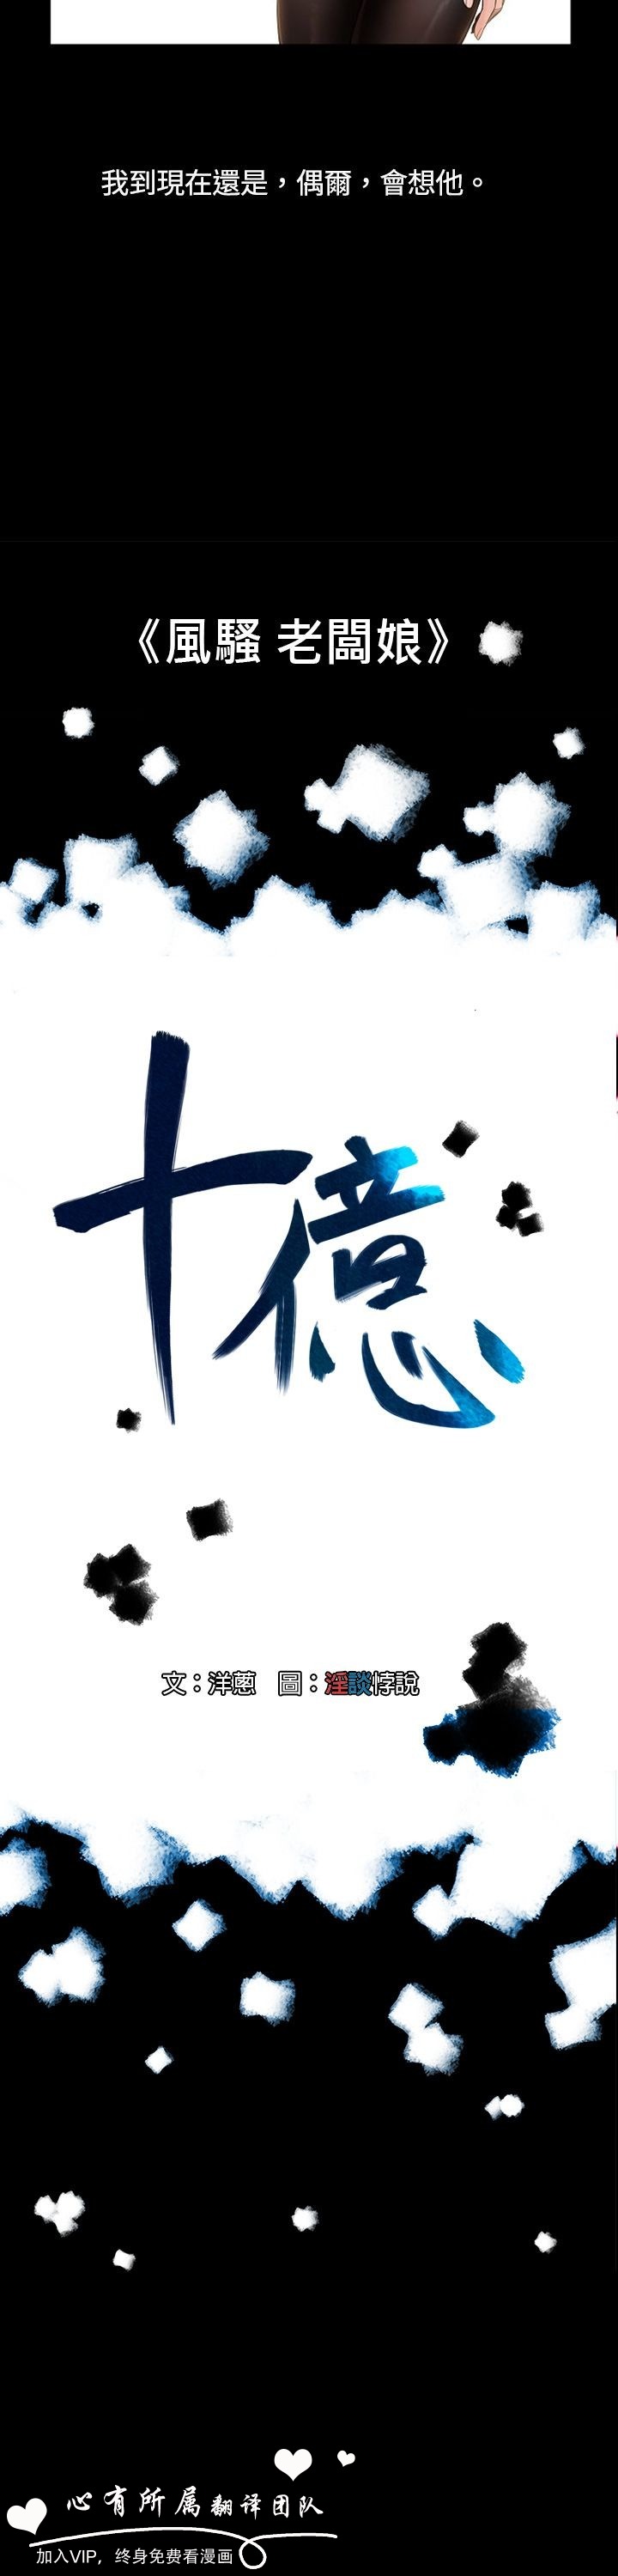 我到現在還是，偶爾，會想他。
《風騷 老闆娘》
十億
文：洋蔥 圖：淫談悖說
心有所属翻译团队
加入VIP，终身免费看漫画